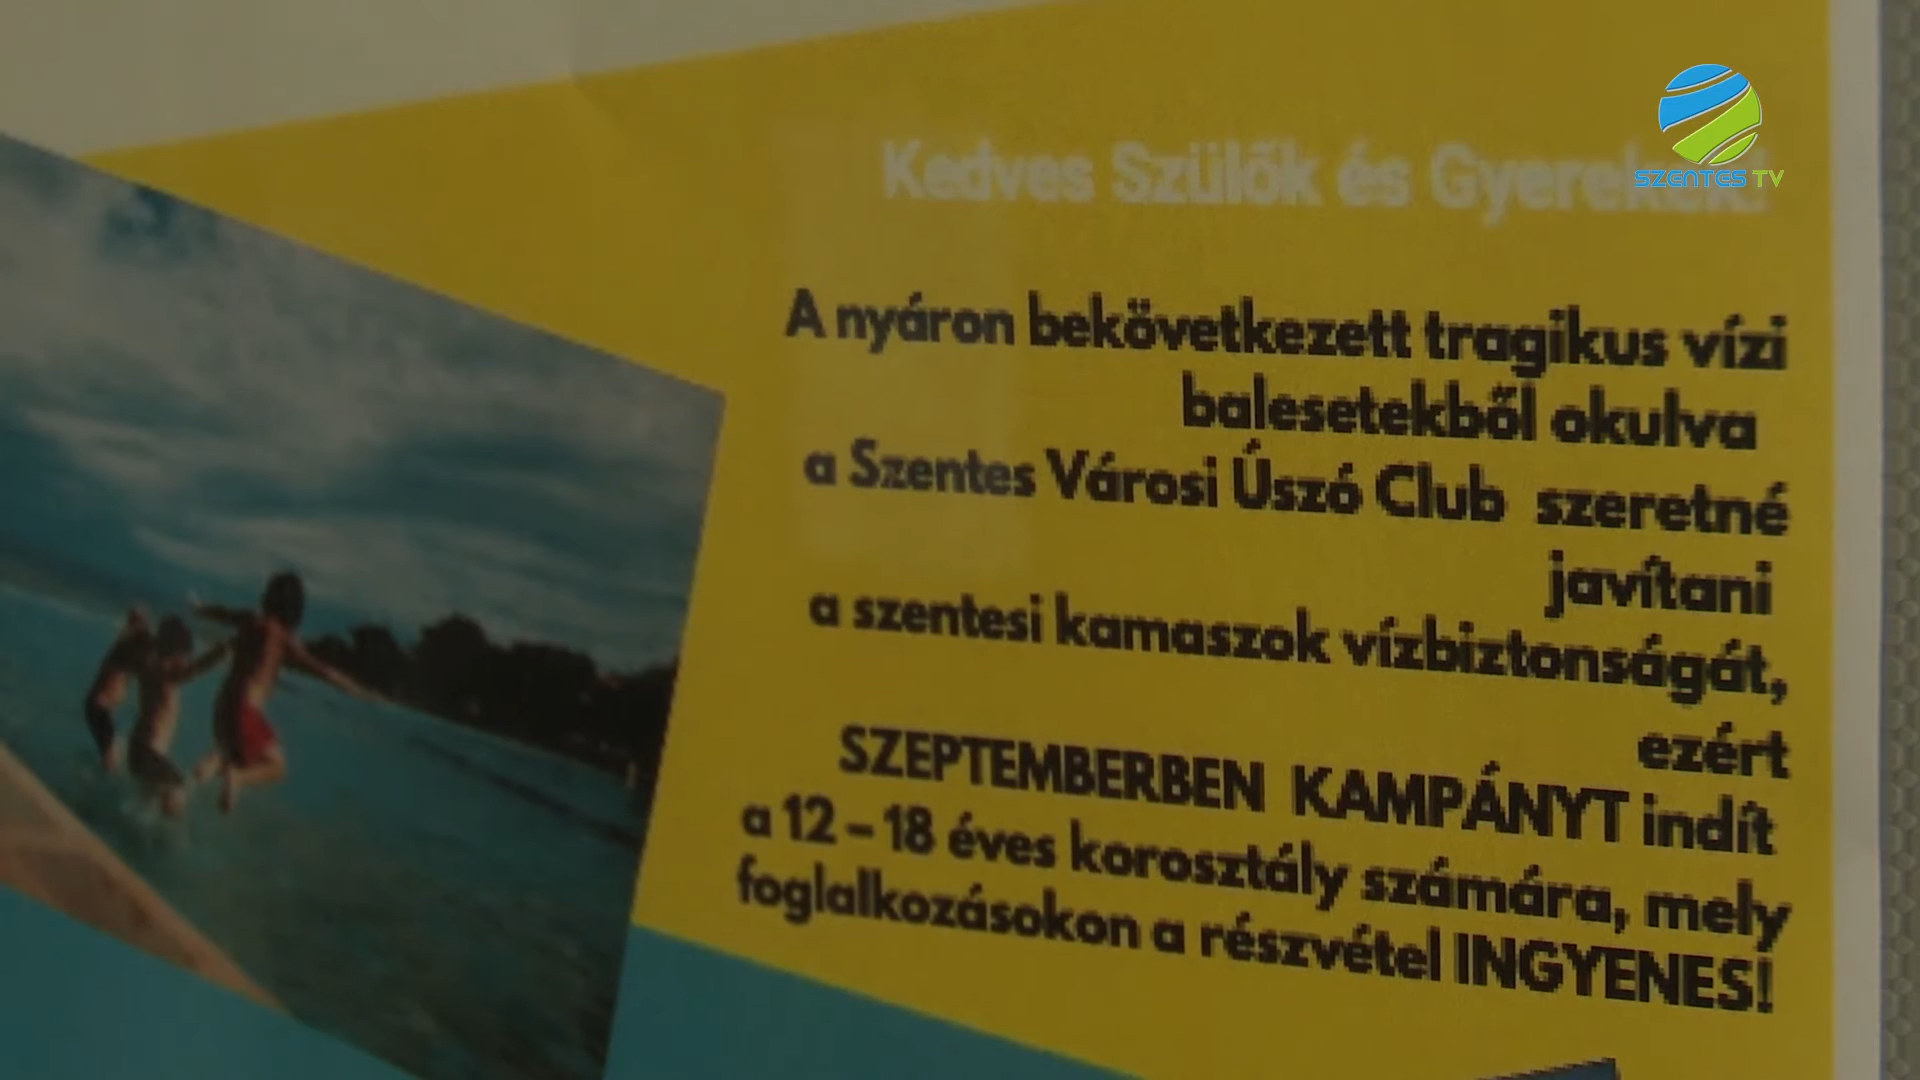 SZENTES TV
Kedves Szülők és Gyerekek!
A nyáron bekövetkezett tragikus vízi
balesetekből okulva
a Szentes Városi Úszó Club szeretné
javítani
a szentesi kamaszok vízbiztonságát,
ezért
SZEPTEMBERBEN KAMPÁNYT indít
a 12 – 18 éves korosztály számára, mely
foglalkozásokon a részvétel INGYENES!